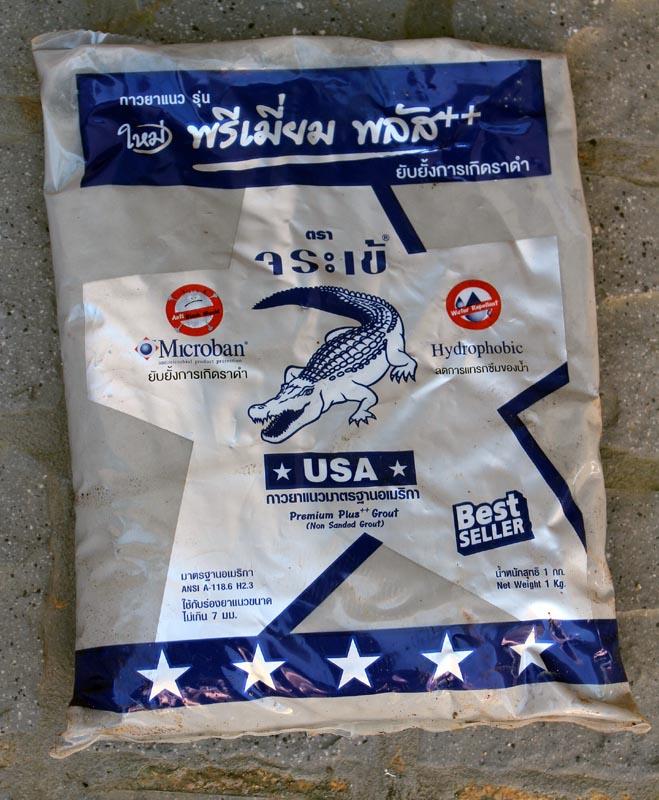 กาวยาแนว รุ่น
ใหม่ พรีเมี่ยม พลัส++
ยับยั้งการเกิดราดำ
ตรา
จระเข้®
Microban®
antimicrobial product protection
ยับยั้งการเกิดราดำ
Water Repellent
Hydrophobic
ลดการแทรกซึมของน้ำ
USA
กาวยาแนวมาตรฐานอเมริกา
Premium Plus++ Grout
(Non Sanded Grout)
Best
SELLER
มาตรฐานอเมริกา
ANSI A-118.6 H2.3
ใช้กับร่องยาแนวขนาด
ไม่เกิน 7 มม.
น้ำหนักสุทธิ 1 กก.
Net Weight 1 Kg.